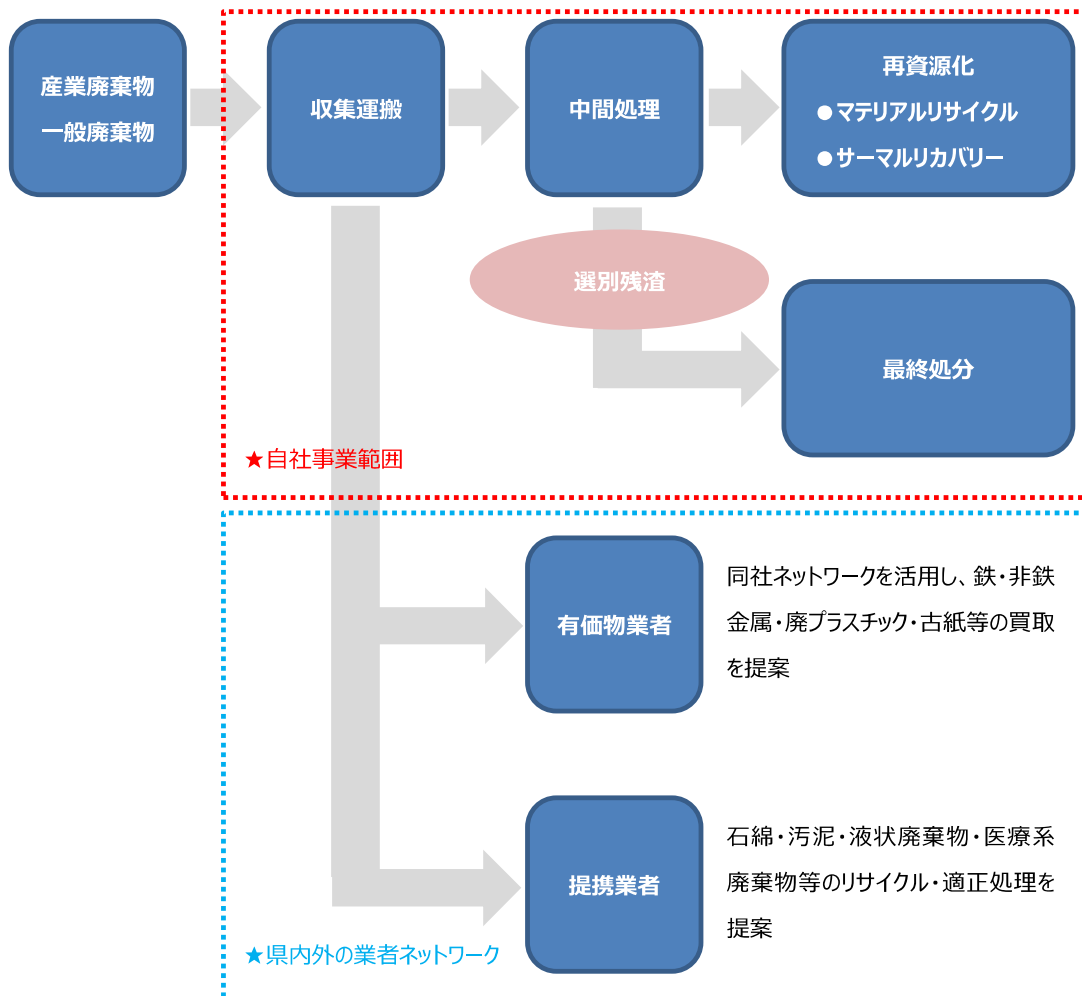 産業廃棄物
一般廃棄物
収集運搬
中間処理
再資源化
●マテリアルリサイクル
●サーマルリカバリー
選別残渣
最終処分
★自社事業範囲
有価物業者
同社ネットワークを活用し、鉄・非鉄
金属・廃プラスチック・古紙等の買取
を提案
提携業者
石綿・汚泥・液状廃棄物・医療系
廃棄物等のリサイクル・適正処理を
提案
★県内外の業者ネットワーク